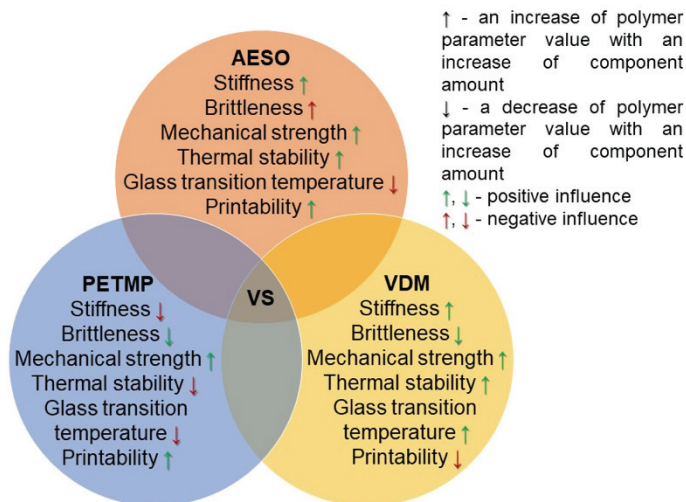 AESO
Stiffness ↑
Brittleness ↑
Mechanical strength ↑
Thermal stability ↑
Glass transition temperature ↓
Printability ↑
↑ - an increase of polymer
parameter value with an
increase of component
amount
↓ - a decrease of polymer
parameter value with an
increase of component
amount
↑, ↓ - positive influence
↑, ↓ - negative influence
PETMP
Stiffness ↓
Brittleness ↓
Mechanical strength ↑
Thermal stability ↓
Glass transition
temperature ↓
Printability ↑
VS
VDM
Stiffness ↑
Brittleness ↓
Mechanical strength ↑
Thermal stability ↑
Glass transition
temperature ↑
Printability ↓